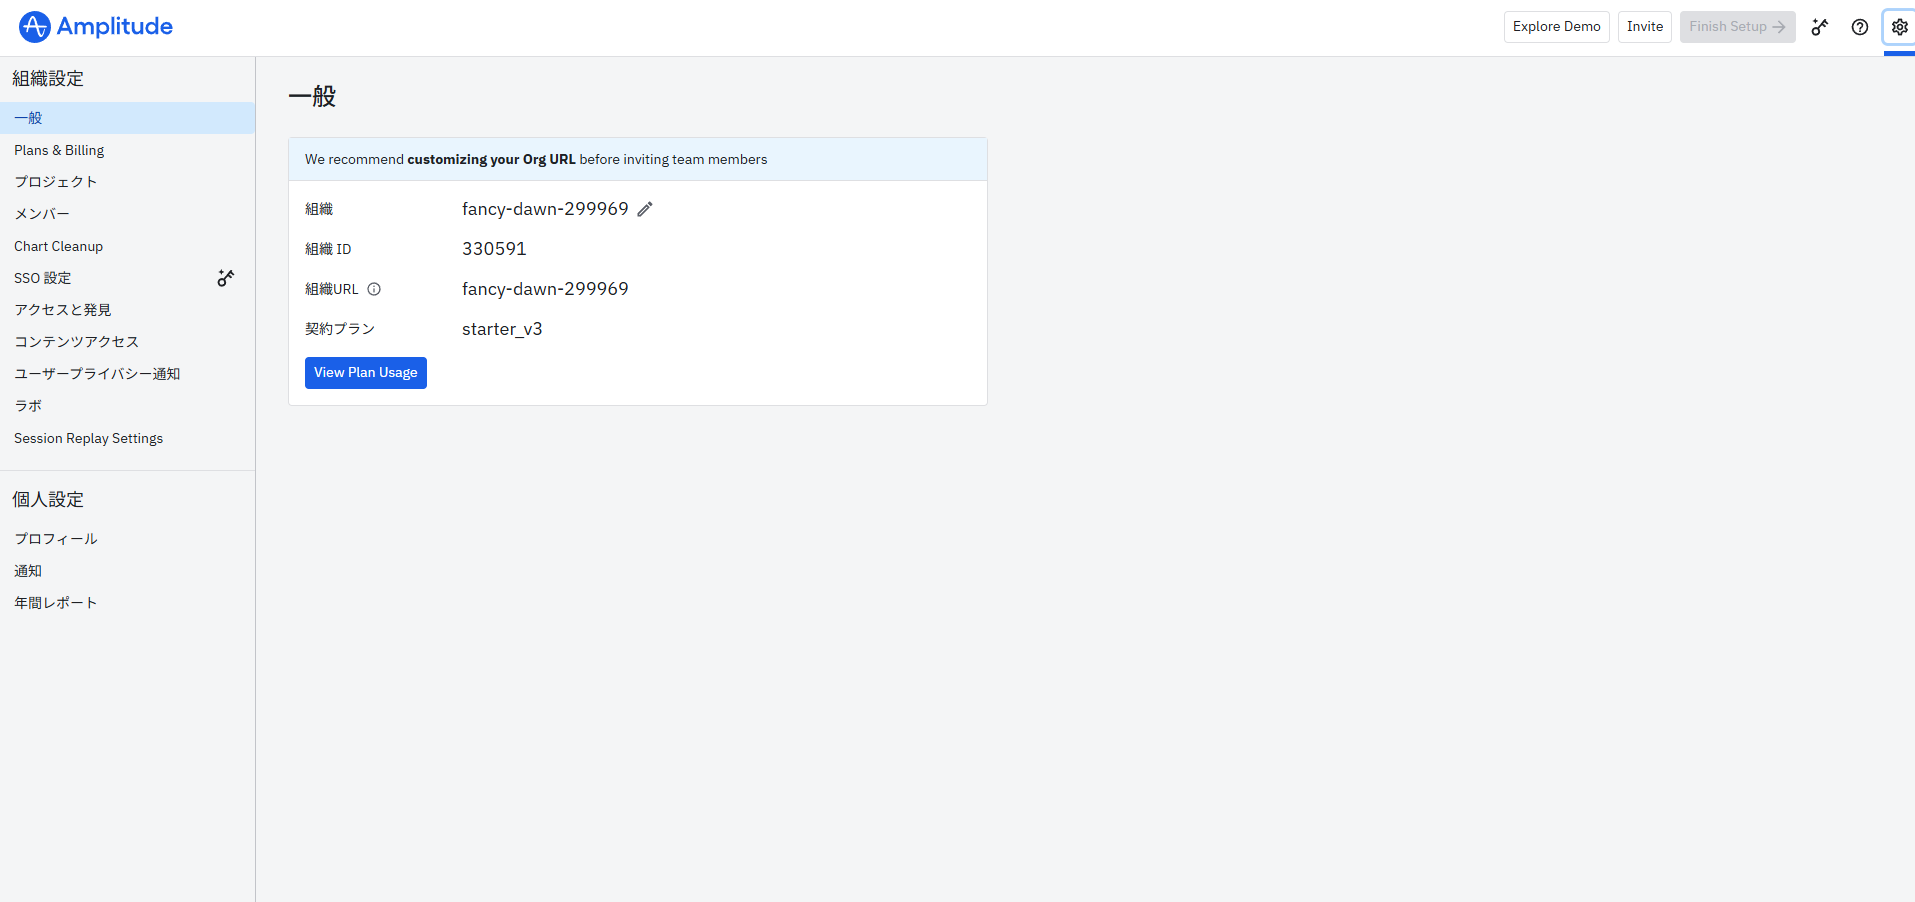 Amplitude
Explore Demo
Invite
Finish Setup
組織設定
一般
Plans & Billing
プロジェクト
メンバー
Chart Cleanup
SSO 設定
アクセスと発見
コンテンツアクセス
ユーザープライバシー通知
ラボ
Session Replay Settings
個人設定
プロフィール
通知
年間レポート
一般
We recommend customizing your Org URL before inviting team members
組織 fancy-dawn-299969
組織 ID 330591
組織URL fancy-dawn-299969
契約プラン starter_v3
View Plan Usage